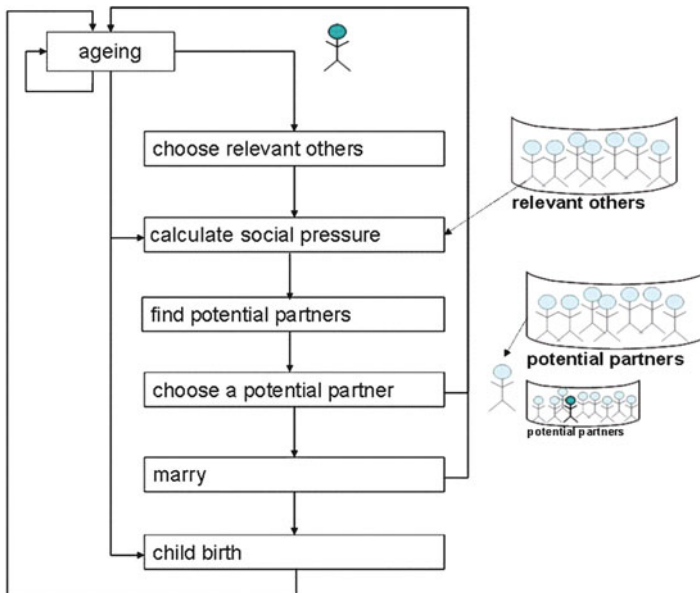 ageing
choose relevant others
relevant others
calculate social pressure
find potential partners
potential partners
choose a potential partner
potential partners
marry
child birth